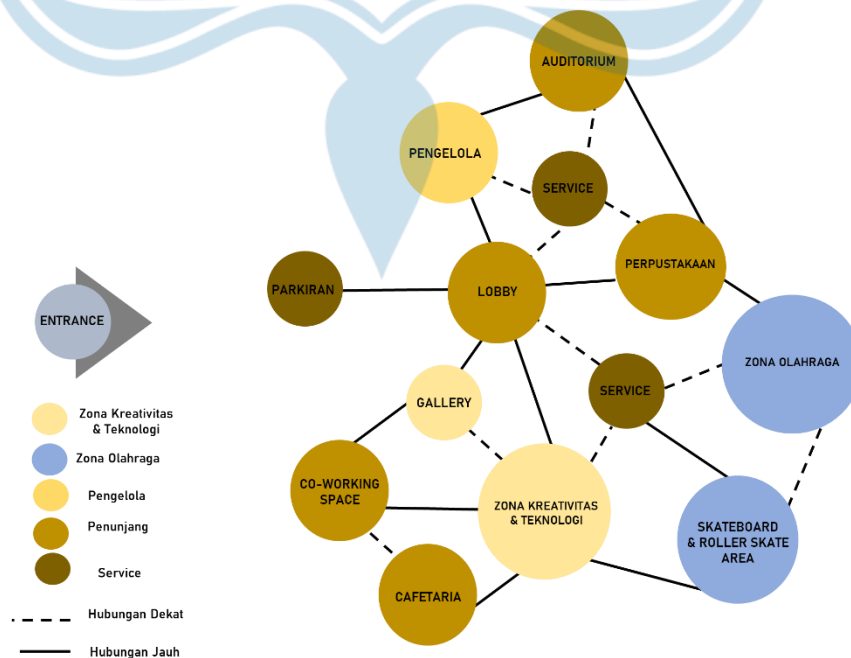 AUDITORIUM
PENGELOLA
SERVICE
PERPUSTAKAAN
PARKIRAN
LOBBY
ENTRANCE
ZONA OLAHRAGA
SERVICE
GALLERY
Zona Kreativitas
& Teknologi
Zona Olahraga
CO-WORKING
SPACE
ZONA KREATIVITAS
& TEKNOLOGI
SKATEBOARD
& ROLLER SKATE
AREA
Pengelola
Penunjang
Service
CAFETARIA
Hubungan Dekat
Hubungan Jauh